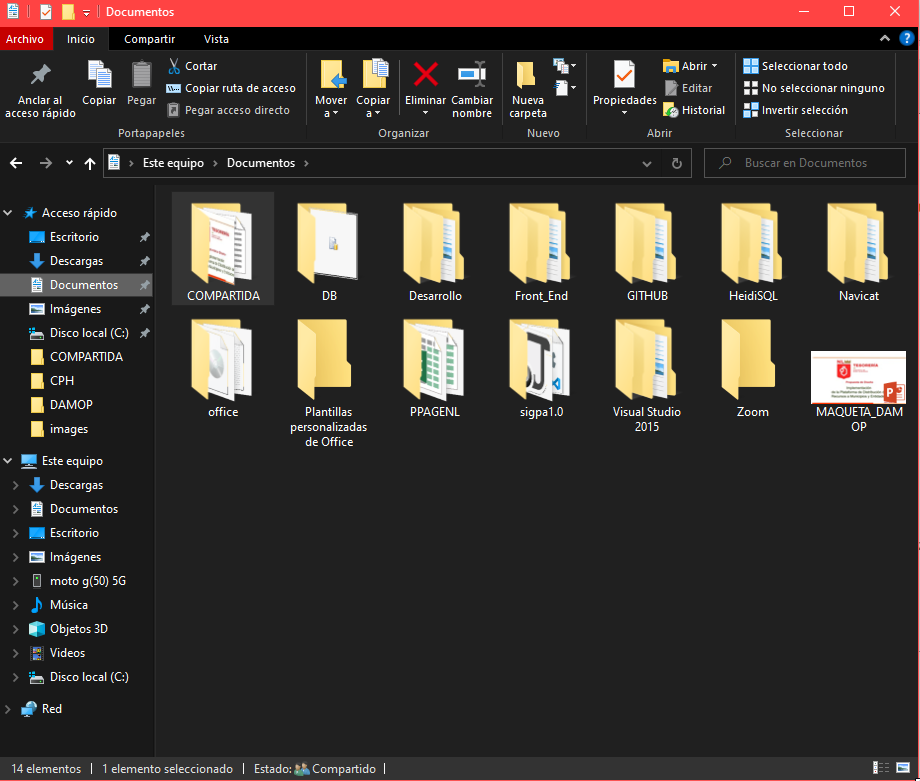 Documentos
Archivo Inicio Compartir Vista
Anclar al
acceso rápido
Copiar
Pegar
Cortar
Copiar ruta de acceso
Pegar acceso directo
Portapapeles
Mover
a
Copiar
a
Eliminar
Cambiar
nombre
Organizar
Nueva
carpeta
Nuevo
Propiedades
Abrir
Editar
Historial
Abrir
Seleccionar todo
No seleccionar ninguno
Invertir selección
Seleccionar
Este equipo > Documentos >
Buscar en Documentos
Acceso rápido
Escritorio
Descargas
Documentos
Imágenes
Disco local (C:)
COMPARTIDA
CPH
DAMOP
images
Este equipo
Descargas
Documentos
Escritorio
Imágenes
moto g(50) 5G
Música
Objetos 3D
Videos
Disco local (C:)
Red
COMPARTIDA
DB
Desarrollo
Front_End
GITHUB
HeidiSQL
Navicat
office
Plantillas
personalizadas
de Office
PPAGENL
sigpa1.0
Visual Studio
2015
Zoom
TESORERÍA
MAQUETA_DAM
OP
14 elementos | 1 elemento seleccionado | Estado: Compartido |